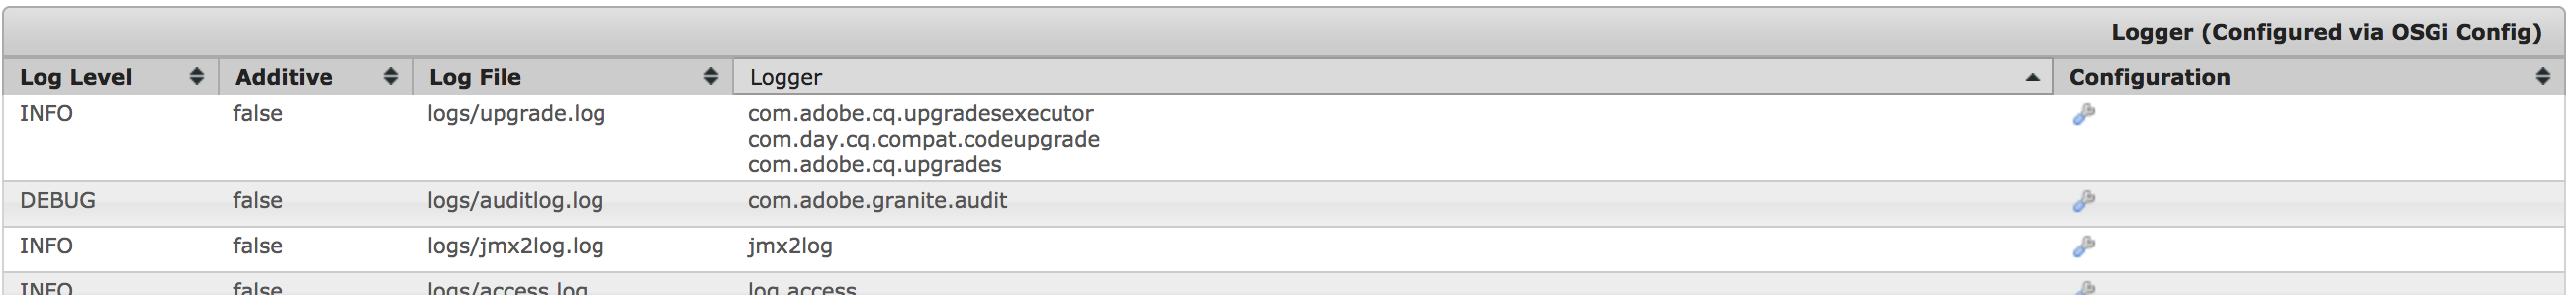 Logger (Configured via OSGi Config)
Log Level Additive Log File Logger Configuration
INFO false logs/upgrade.log com.adobe.cq.upgradesexecutor
com.day.cq.compat.codeupgrade
com.adobe.cq.upgrades
DEBUG false logs/auditlog.log com.adobe.granite.audit
INFO false logs/jmx2log.log jmx2log
INFO false logs/access.log log.access